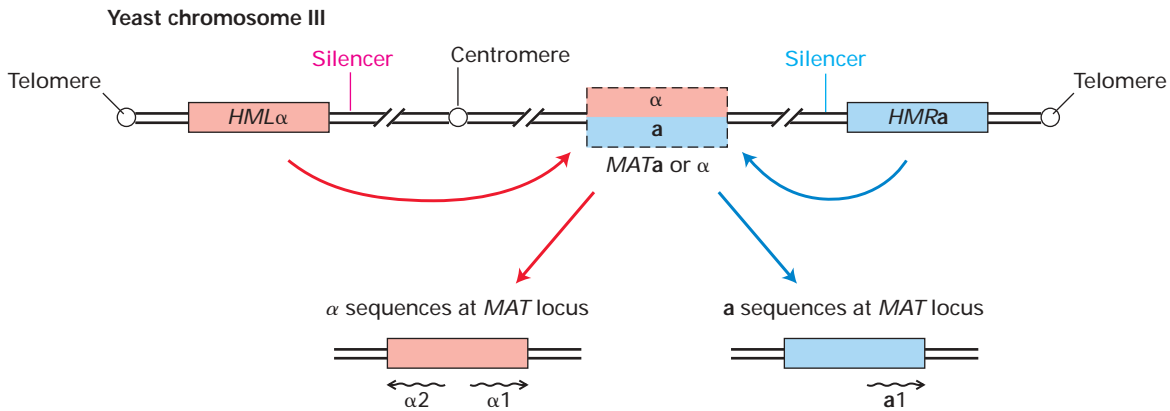 Yeast chromosome III
Telomere
Silencer
Centromere
Silencer
Telomere
HMLα
α
a
HMRa
MATa or α
α sequences at MAT locus
a sequences at MAT locus
α2
α1
a1